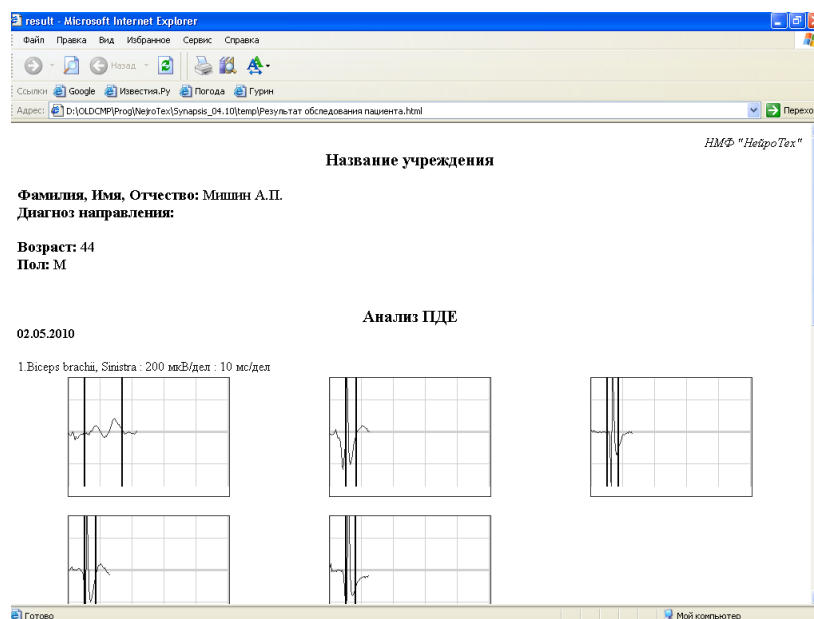 result - Microsoft Internet Explorer
Файл Правка Вид Избранное Сервис Справка
Назад
Ссылки Google Известия.Ру Погода Гурин
Адрес: D:\OLDCMP\Prog\NejroTex\Synapsis_04.10\temp\Результат обследования пациента.html Перехо
НМФ "НейроТех"
Название учреждения
Фамилия, Имя, Отчество: Мишин А.П.
Диагноз направления:
Возраст: 44
Пол: М
Анализ ПДЕ
02.05.2010
1.Biceps brachii, Sinistra : 200 мкВ/дел : 10 мс/дел
Готово Мой компьютер